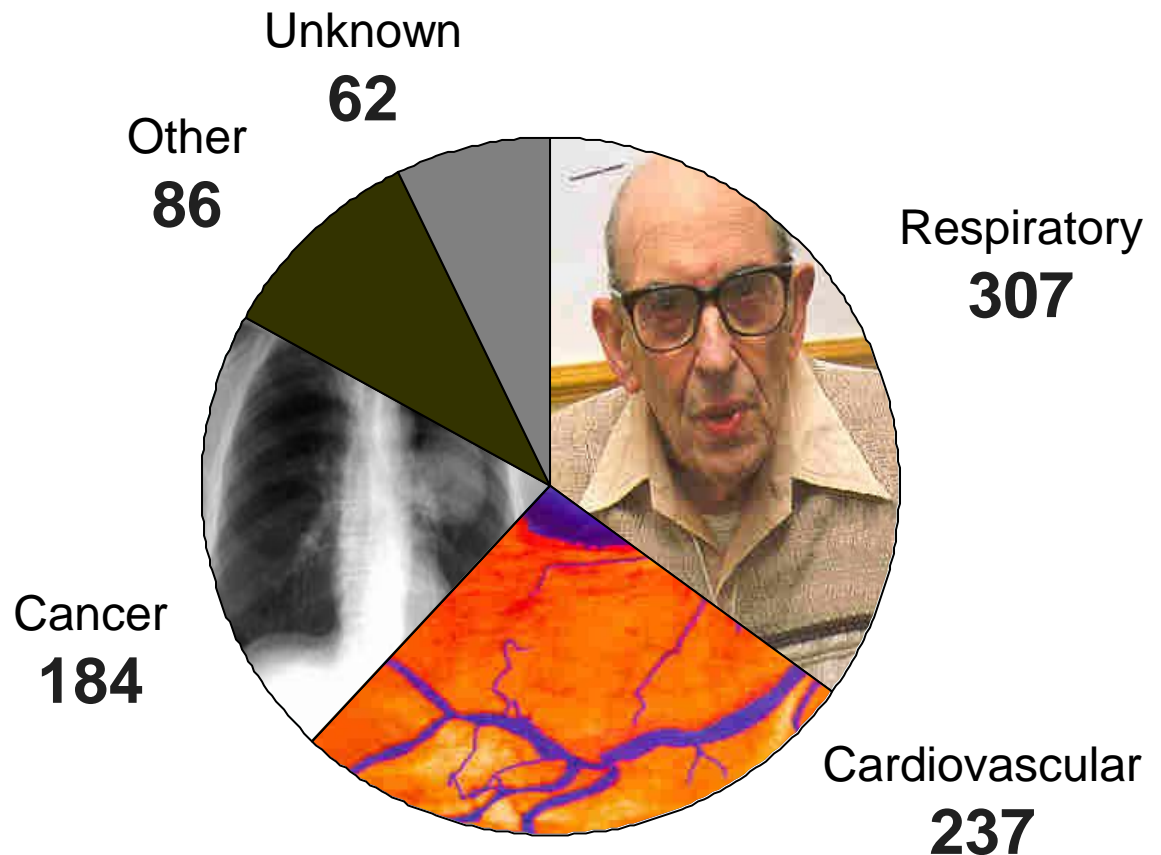 Unknown
62
Other
86
Respiratory
307
Cancer
184
Cardiovascular
237